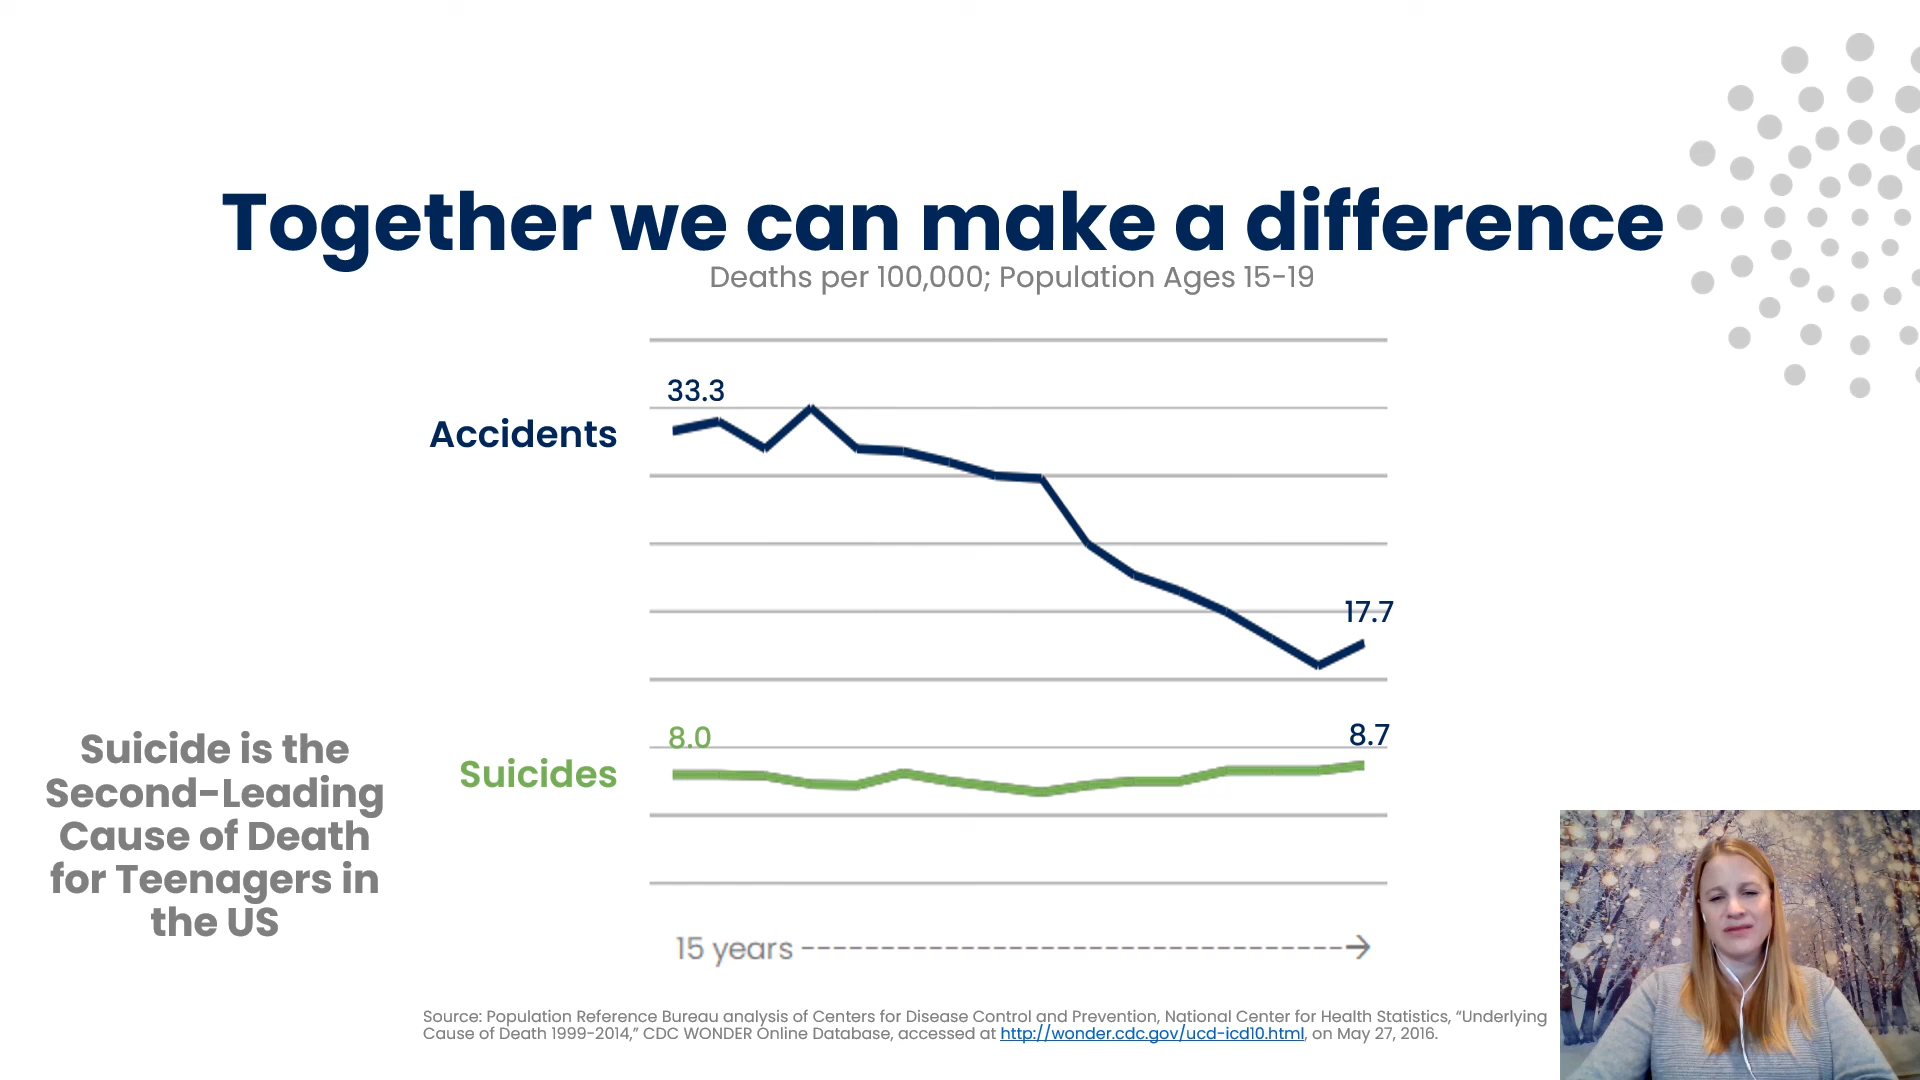 Together we can make a difference
Deaths per 100,000; Population Ages 15-19
33.3
Accidents
17.7
8.0
8.7
Suicides
Suicide is the
Second-Leading
Cause of Death
for Teenagers in
the US
15 years
Source: Population Reference Bureau analysis of Centers for Disease Control and Prevention, National Center for Health Statistics, “Underlying
Cause of Death 1999-2014,” CDC WONDER Online Database, accessed at http://wonder.cdc.gov/ucd-icd10.html, on May 27, 2016.